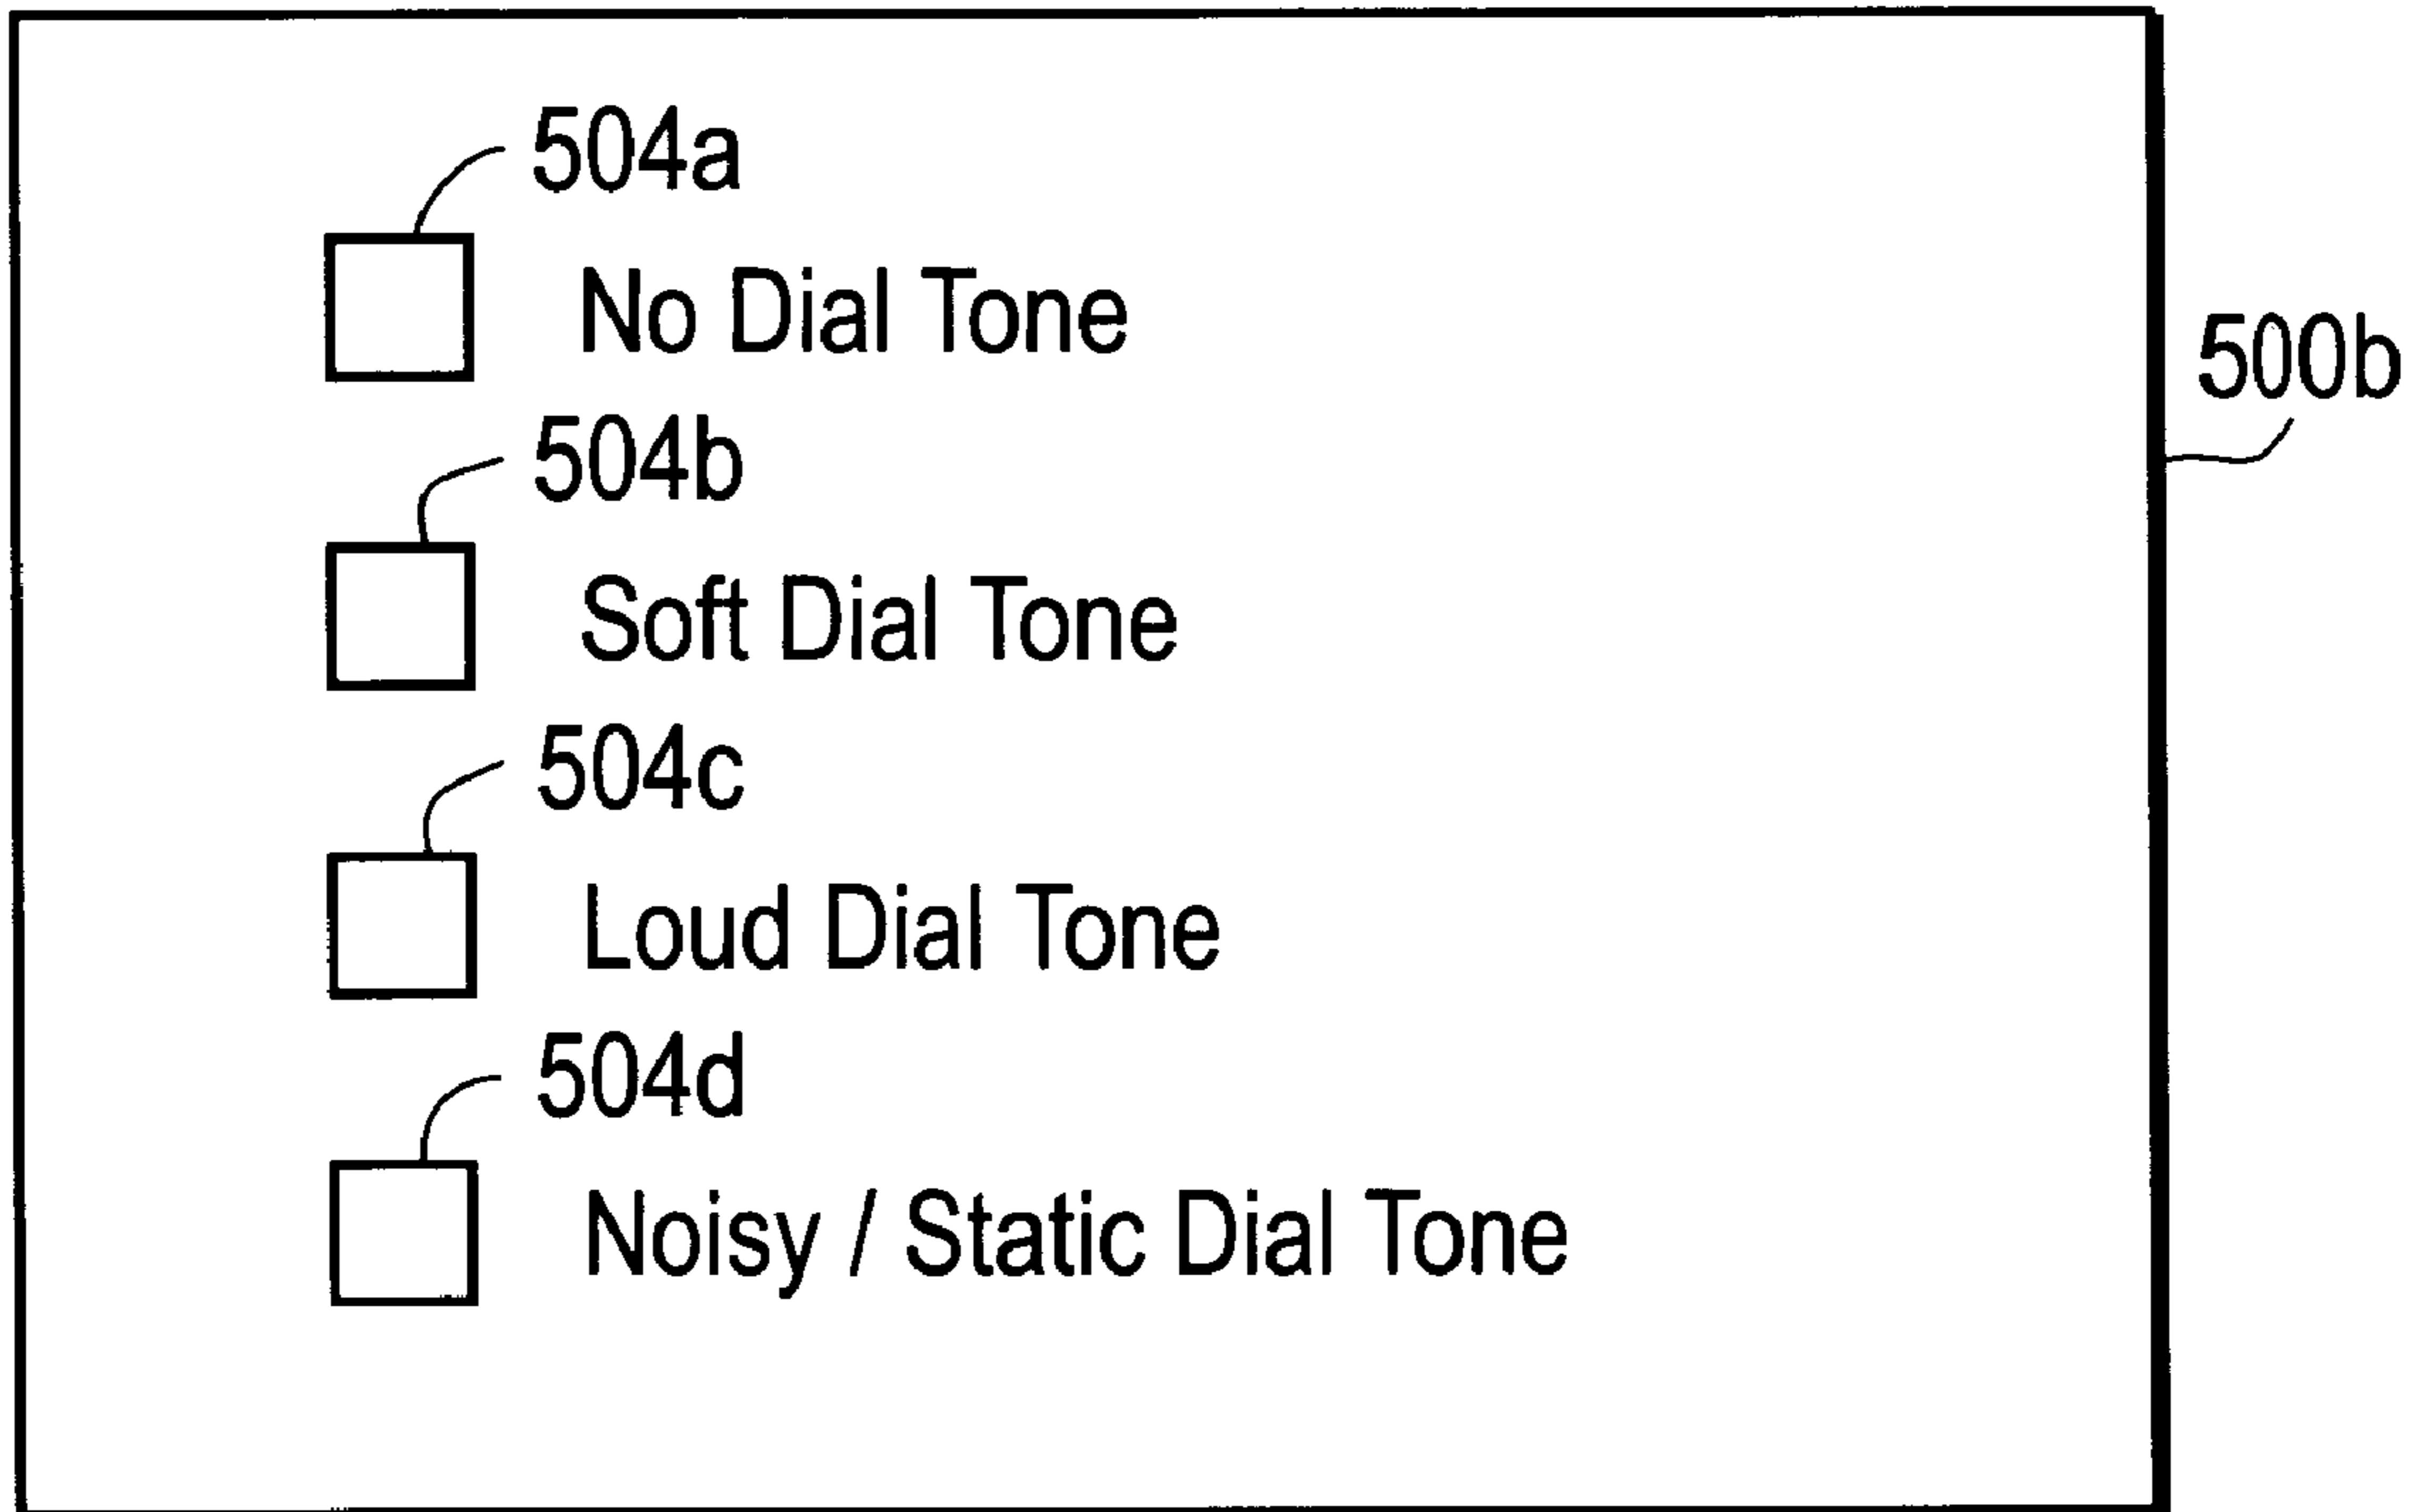 504a
No Dial Tone
500b
504b
Soft Dial Tone
504c
Loud Dial Tone
504d
Noisy / Static Dial Tone